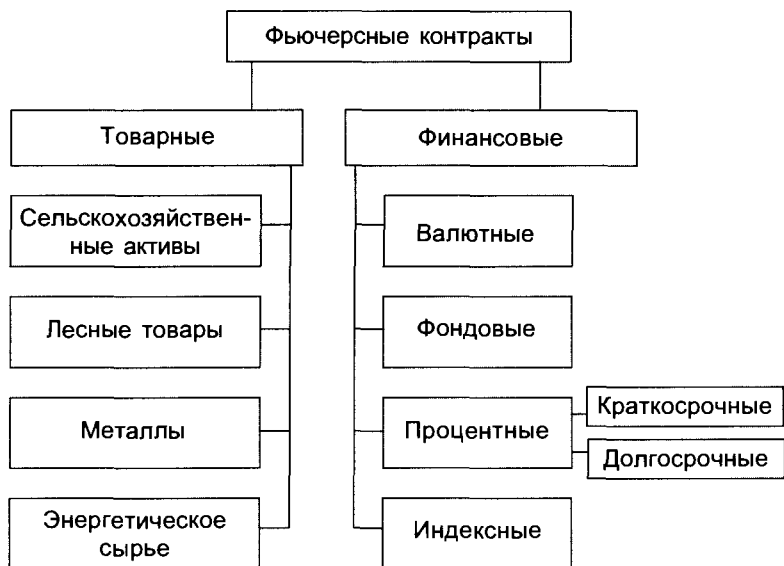 Фьючерсные контракты
Товарные
Финансовые
Сельскохозяйствен-
ные активы
Валютные
Лесные товары
Фондовые
Металлы
Процентные
Краткосрочные
Долгосрочные
Энергетическое
сырье
Индексные